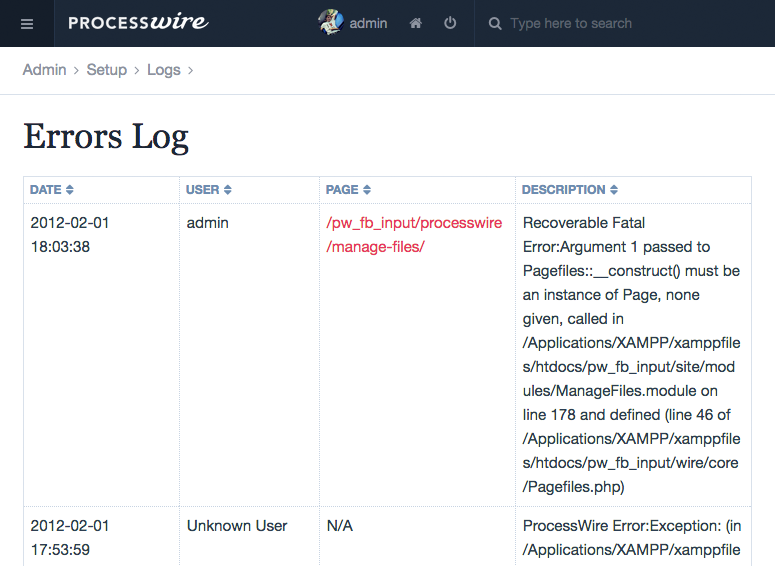 PROCESSwire
admin
Type here to search
Admin > Setup > Logs >
Errors Log
DATE USER PAGE DESCRIPTION
2012-02-01
18:03:38
admin
/pw_fb_input/processwire
/manage-files/
Recoverable Fatal
Error:Argument 1 passed to
Pagefiles::__construct() must be
an instance of Page, none
given, called in
/Applications/XAMPP/xamppfile
s/htdocs/pw_fb_input/site/mod
ules/ManageFiles.module on
line 178 and defined (line 46 of
/Applications/XAMPP/xamppfile
s/htdocs/pw_fb_input/wire/core
/Pagefiles.php)
2012-02-01
17:53:59
Unknown User
N/A
ProcessWire Error:Exception: (in
/Applications/XAMPP/xamppfile